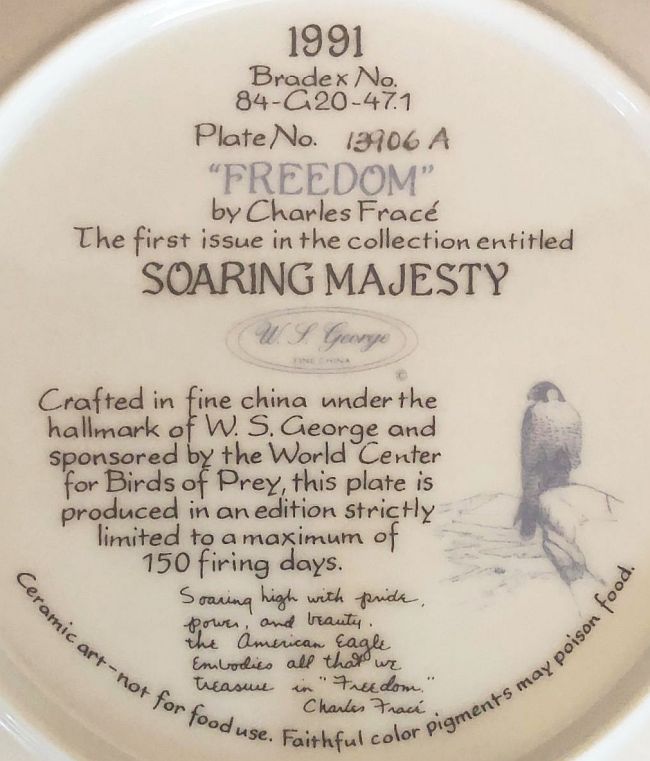 1991
Bradex No.
84-G20-47.1
Plate No. 13906 A
“FREEDOM”
by Charles Fracé
The first issue in the collection entitled
SOARING MAJESTY
W. S. George
FINE CHINA
©
Crafted in fine china under the
hallmark of W. S. George and
sponsored by the World Center
for Birds of Prey, this plate is
produced in an edition strictly
limited to a maximum of
150 firing days.
Soaring high with pride,
power, and beauty.
the American Eagle
Embodies all that we
treasure in "Freedom."
Charles Fracé
Ceramic art – not for food use. Faithful color pigments may poison food.